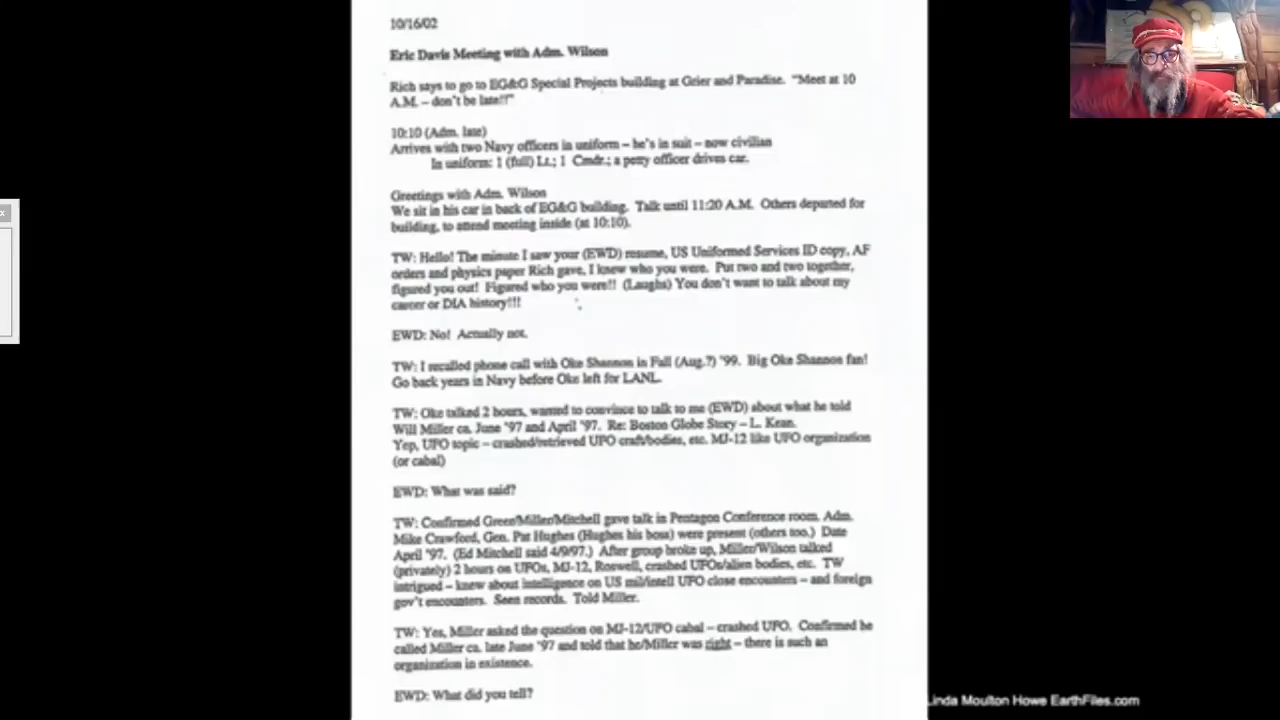 10/16/02
Eric Davis Meeting with Adm. Wilson
Rich says to go to EG&G Special Projects building at Grier and Paradise. "Meet at 10
A.M. – don't be late!!"
10:10 (Adm. late)
Arrives with two Navy officers in uniform – he's in suit – now civilian
In uniform: 1 (full) Lt.; 1 Cmdr.; a petty officer drives car.
Greetings with Adm. Wilson
We sit in his car in back of EG&G building. Talk until 11:20 A.M. Others departed for
building, to attend meeting inside (at 10:10).
TW: Hello! The minute I saw your (EWD) resume, US Uniformed Services ID copy, AF
orders and physics paper Rich gave, I knew who you were. Put two and two together,
figured you out! Figured who you were!! (Laughs) You don't want to talk about my
career or DIA history!!!
EWD: No! Actually not.
TW: I recalled phone call with Oke Shannon in Fall (Aug.?) '99. Big Oke Shannon fan!
Go back years in Navy before Oke left for LANL.
TW: Oke talked 2 hours, wanted to convince to talk to me (EWD) about what he told
Will Miller ca. June '97 and April '97. Re: Boston Globe Story – L. Kean.
Yep, UFO topic – crashed/retrieved UFO craft/bodies, etc. MJ-12 like UFO organization
(or cabal)
EWD: What was said?
TW: Confirmed Green/Miller/Mitchell gave talk in Pentagon Conference room. Adm.
Mike Crawford, Gen. Pat Hughes (Hughes his boss) were present (others too.) Date
April '97. (Ed Mitchell said 4/9/97.) After group broke up, Miller/Wilson talked
(privately) 2 hours on UFOs, MJ-12, Roswell, crashed UFOs/alien bodies, etc. TW
intrigued – knew about intelligence on US mil/intell UFO close encounters – and foreign
gov't encounters. Seen records. Told Miller.
TW: Yes, Miller asked the question on MJ-12/UFO cabal – crashed UFO. Confirmed he
called Miller ca. late June '97 and told that he/Miller was right – there is such an
organization in existence.
EWD: What did you tell?
Linda Moulton Howe EarthFiles.com
x